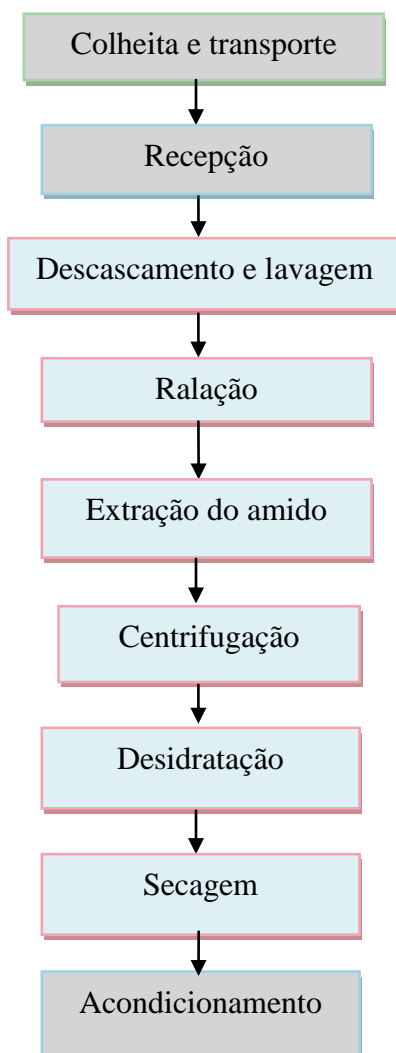 Colheita e transporte
Recepção
Descascamento e lavagem
Ralação
Extração do amido
Centrifugação
Desidratação
Secagem
Acondicionamento